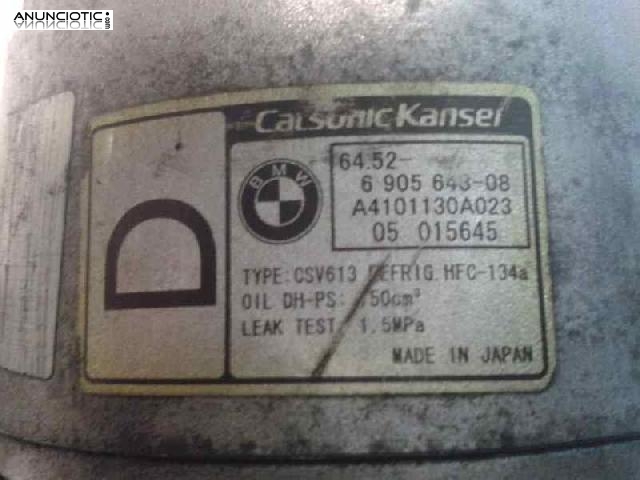 ANUNCIOTIC.com
CalsonicKansei
D
BMW
64.52-
6 905 643-08
A4101130A023
05 015645
TYPE:CSV613 REFRIG.HFC-134a
OIL DH-PS: 150cm³
LEAK TEST 1.5MPa
MADE IN JAPAN